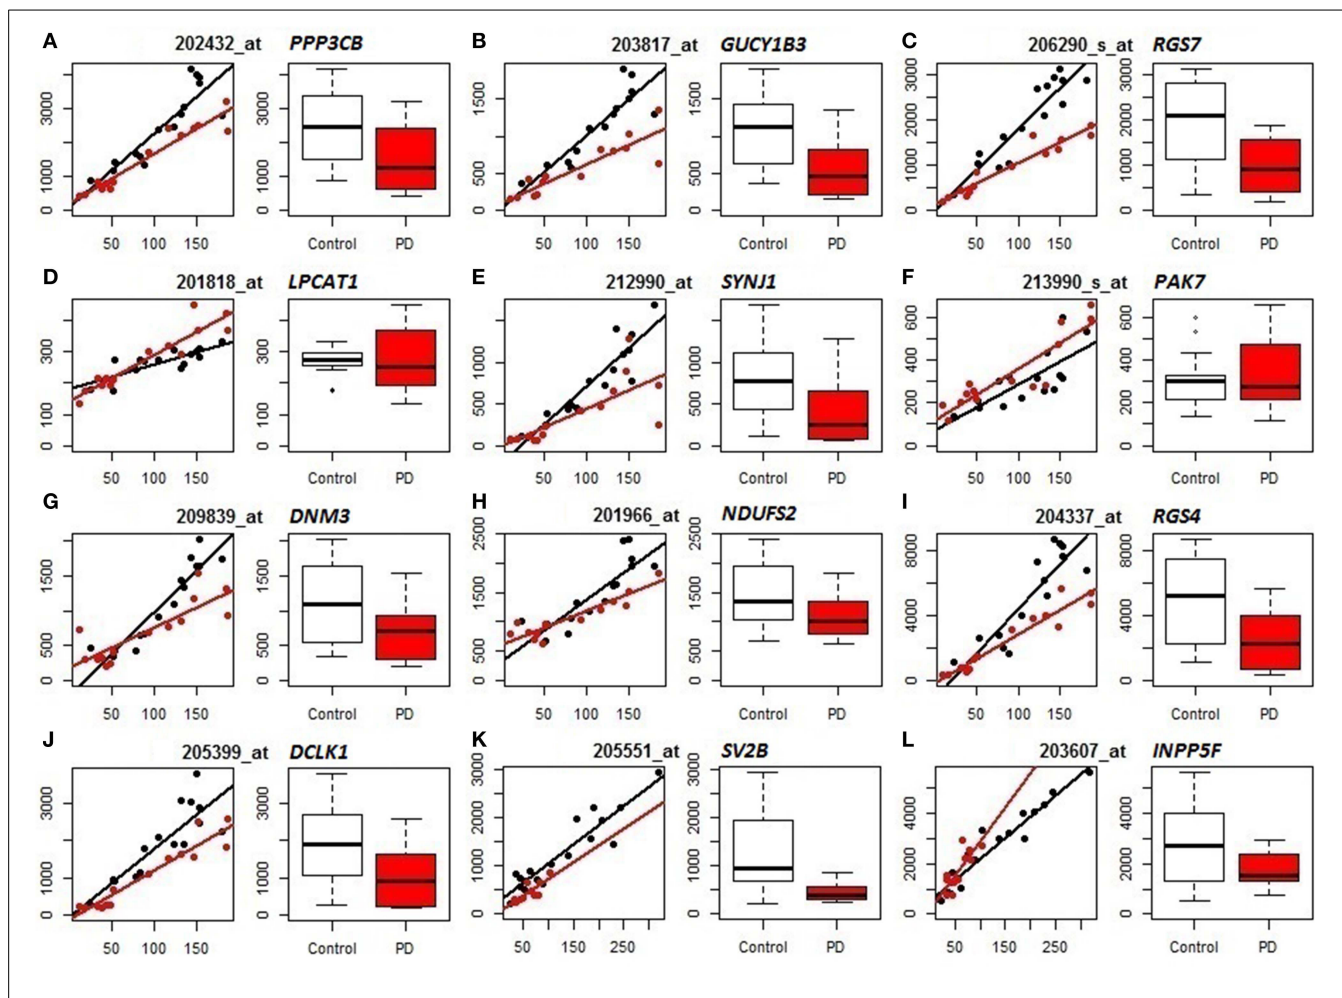 A 202432_at PPP3CB
B 203817_at GUCY1B3
C 206290_s_at RGS7
0 1000 3000
50 100 150
0 1000 3000
Control PD
0 500 1500
50 100 150
0 500 1500
Control PD
0 1000 2000 3000
50 100 150
0 1000 2000 3000
Control PD
D 201818_at LPCAT1
E 212990_at SYNJ1
F 213990_s_at PAK7
0 100 300
50 100 150
0 100 300
Control PD
0 500 1000
50 100 150
0 500 1000
Control PD
0 200 400 600
50 100 150
0 200 400 600
Control PD
G 209839_at DNM3
H 201966_at NDUFS2
I 204337_at RGS4
0 500 1500
50 100 150
0 500 1500
Control PD
0 500 1500 2500
50 100 150
0 500 1500 2500
Control PD
0 4000 8000
50 100 150
0 4000 8000
Control PD
J 205399_at DCLK1
K 205551_at SV2B
L 203607_at INPP5F
0 1000 3000
50 100 150
0 1000 3000
Control PD
0 1000 2000 3000
50 150 250
0 1000 2000 3000
Control PD
0 2000 4000
50 150 250
0 2000 4000
Control PD